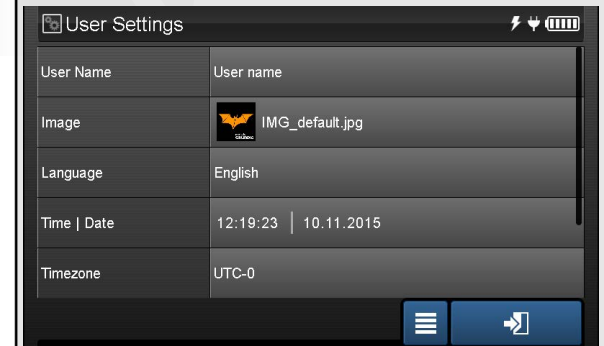 User Settings
User Name User name
Image IMG_default.jpg
Language English
Time | Date 12:19:23 | 10.11.2015
Timezone UTC-0